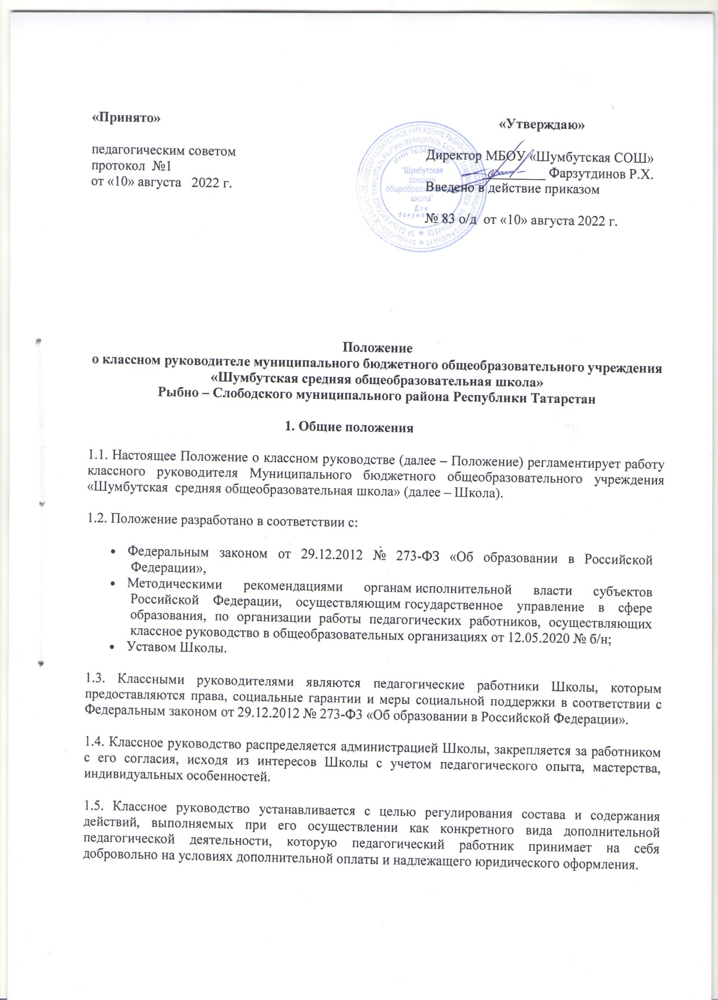 «Принято»
педагогическим советом
протокол №1
от «10» августа 2022 г.
«Утверждаю»
Директор МБОУ «Шумбутская СОШ»
_________ Фарзутдинов Р.Х.
Введено в действие приказом
№ 83 о/д от «10» августа 2022 г.
"Шумбутская
средняя
общеобразовательная
школа"
Для
документов
Положение
о классном руководителе муниципального бюджетного общеобразовательного учреждения
«Шумбутская средняя общеобразовательная школа»
Рыбно – Слободского муниципального района Республики Татарстан
1. Общие положения
1.1. Настоящее Положение о классном руководстве (далее – Положение) регламентирует работу
классного руководителя Муниципального бюджетного общеобразовательного учреждения
«Шумбутская средняя общеобразовательная школа» (далее – Школа).
1.2. Положение разработано в соответствии с:
• Федеральным законом от 29.12.2012 № 273-ФЗ «Об образовании в Российской
Федерации»,
• Методическими рекомендациями органам исполнительной власти субъектов
Российской Федерации, осуществляющим государственное управление в сфере
образования, по организации работы педагогических работников, осуществляющих
классное руководство в общеобразовательных организациях от 12.05.2020 № б/н;
• Уставом Школы.
1.3. Классными руководителями являются педагогические работники Школы, которым
предоставляются права, социальные гарантии и меры социальной поддержки в соответствии с
Федеральным законом от 29.12.2012 № 273-ФЗ «Об образовании в Российской Федерации».
1.4. Классное руководство распределяется администрацией Школы, закрепляется за работником
с его согласия, исходя из интересов Школы с учетом педагогического опыта, мастерства,
индивидуальных особенностей.
1.5. Классное руководство устанавливается с целью регулирования состава и содержания
действий, выполняемых при его осуществлении как конкретного вида дополнительной
педагогической деятельности, которую педагогический работник принимает на себя
добровольно на условиях дополнительной оплаты и надлежащего юридического оформления.